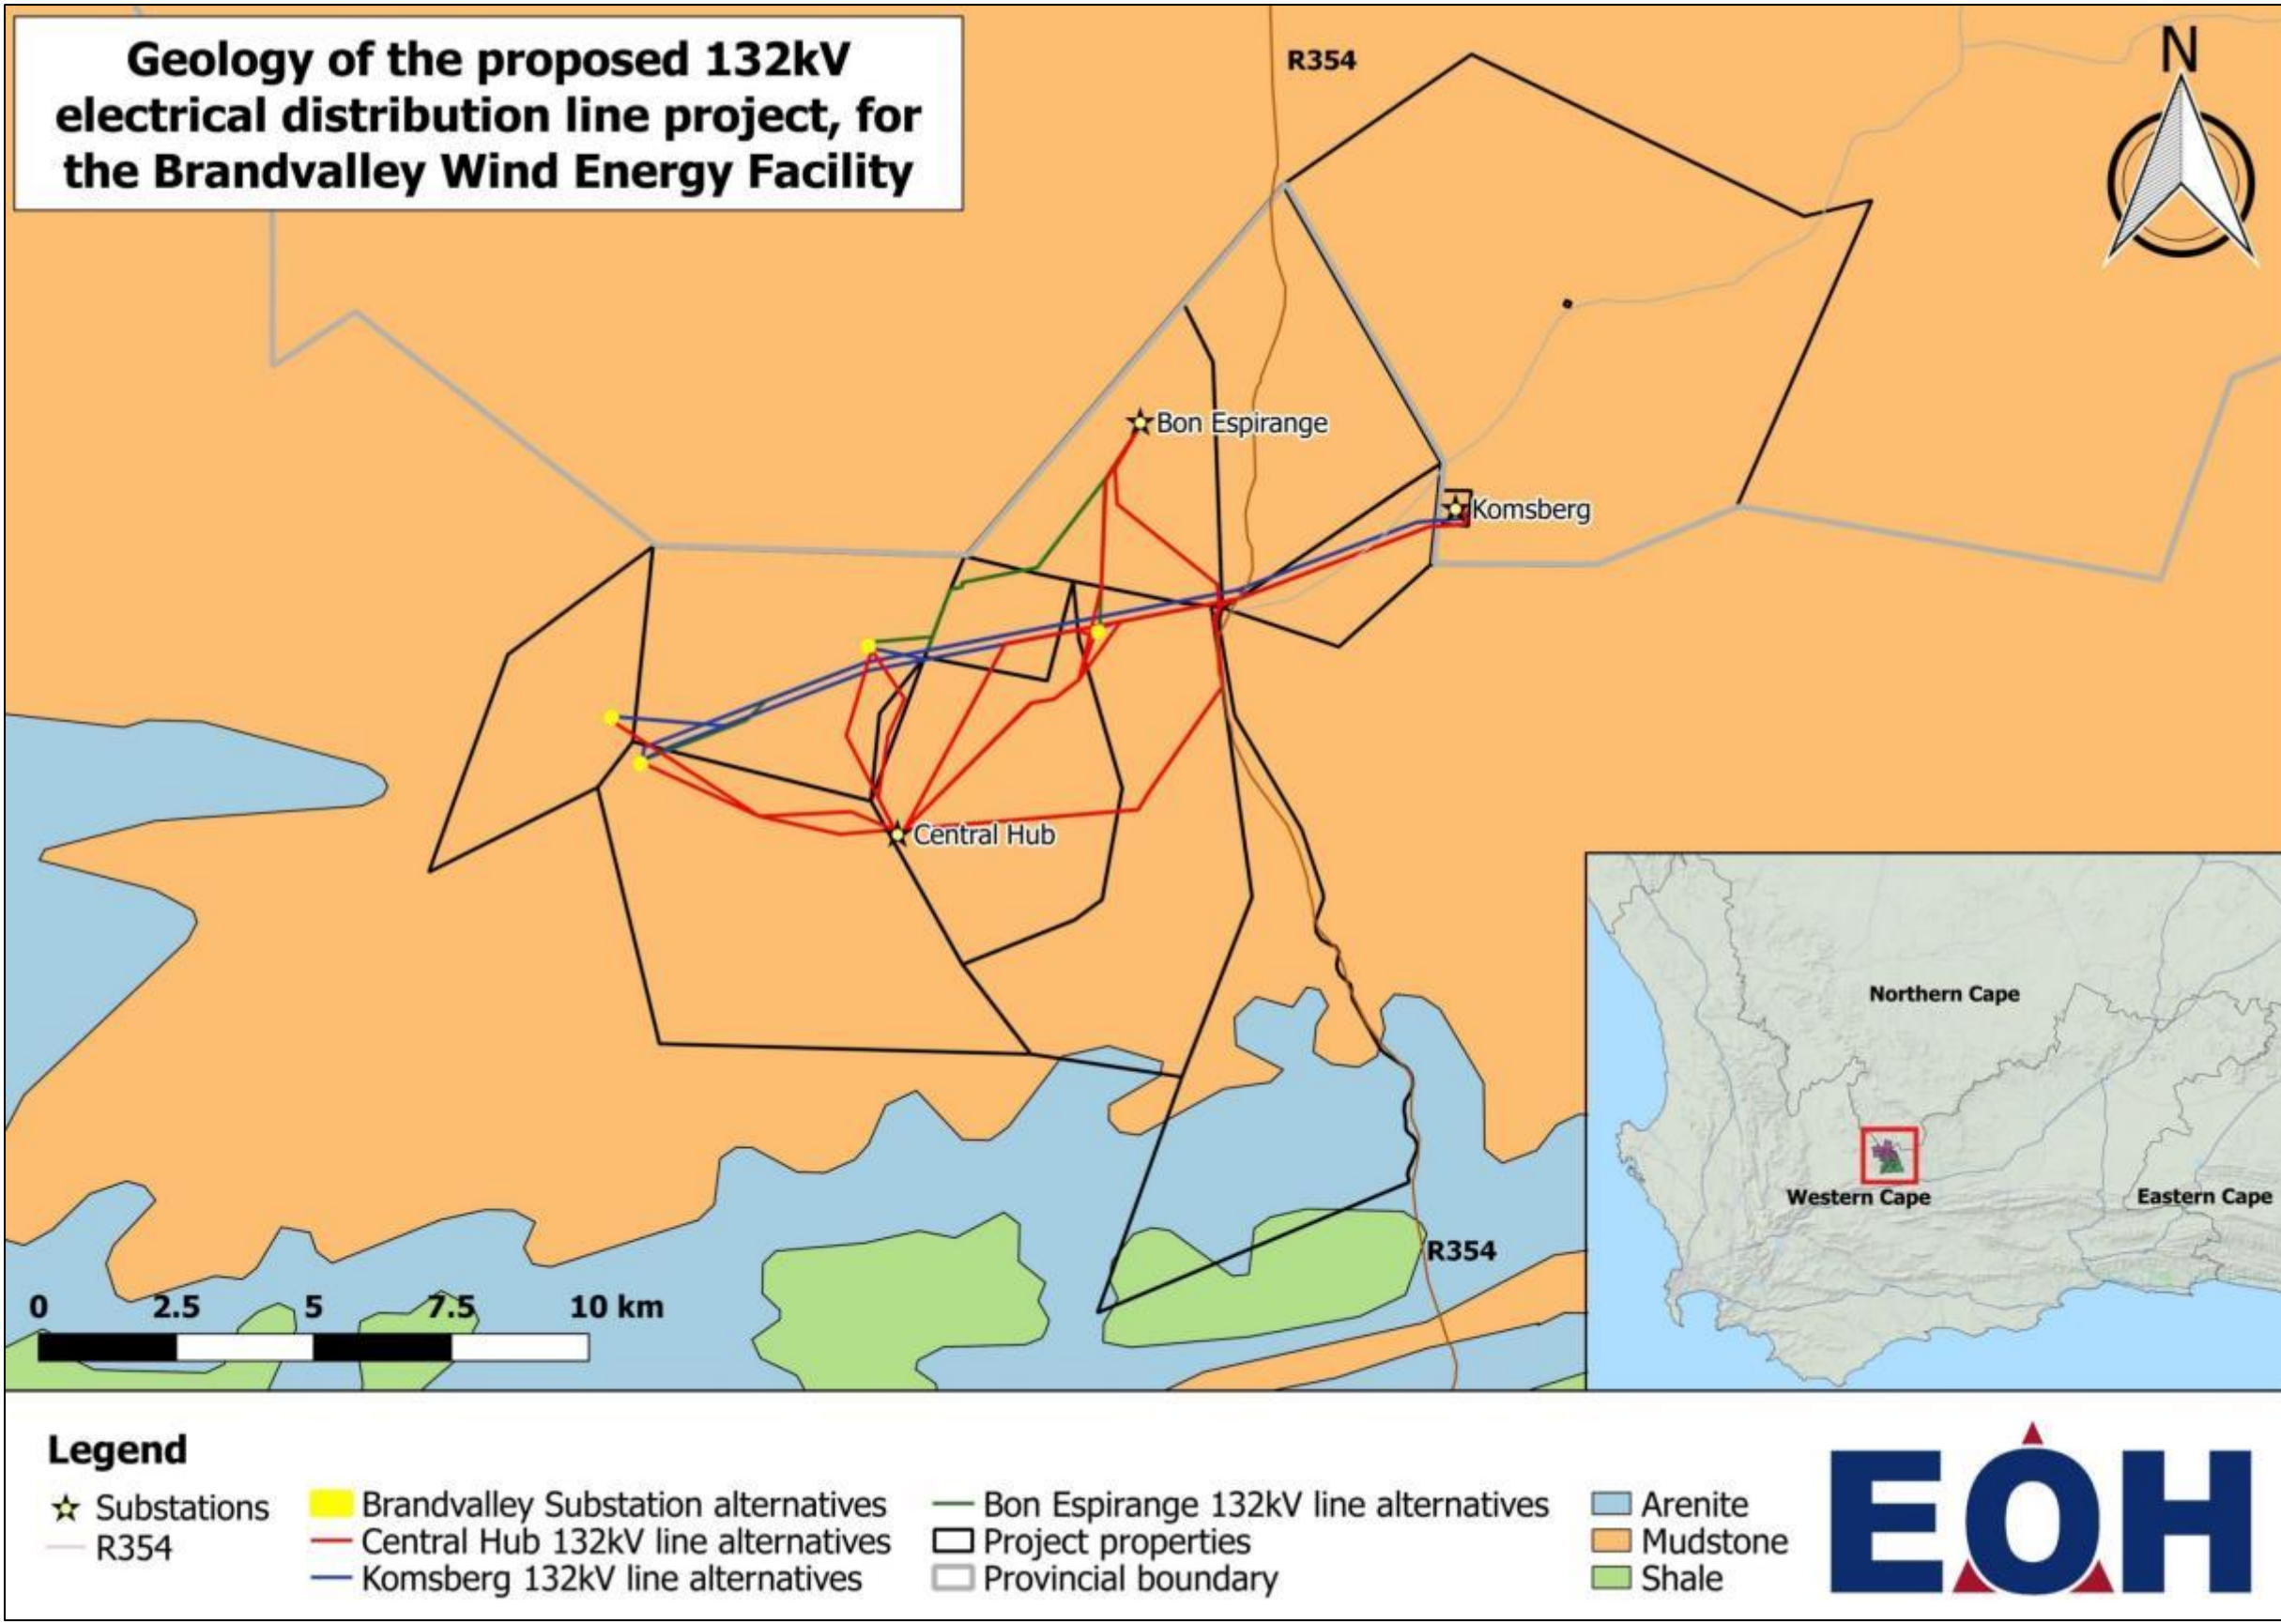 Geology of the proposed 132kV
electrical distribution line project, for
the Brandvalley Wind Energy Facility
R354
N
Bon Espirange
Komsberg
Central Hub
R354
0 2.5 5 7.5 10 km
Northern Cape
Western Cape
Eastern Cape
Legend
Substations
R354
Brandvalley Substation alternatives
Central Hub 132kV line alternatives
Komsberg 132kV line alternatives
Bon Espirange 132kV line alternatives
Project properties
Provincial boundary
Arenite
Mudstone
Shale
EOH